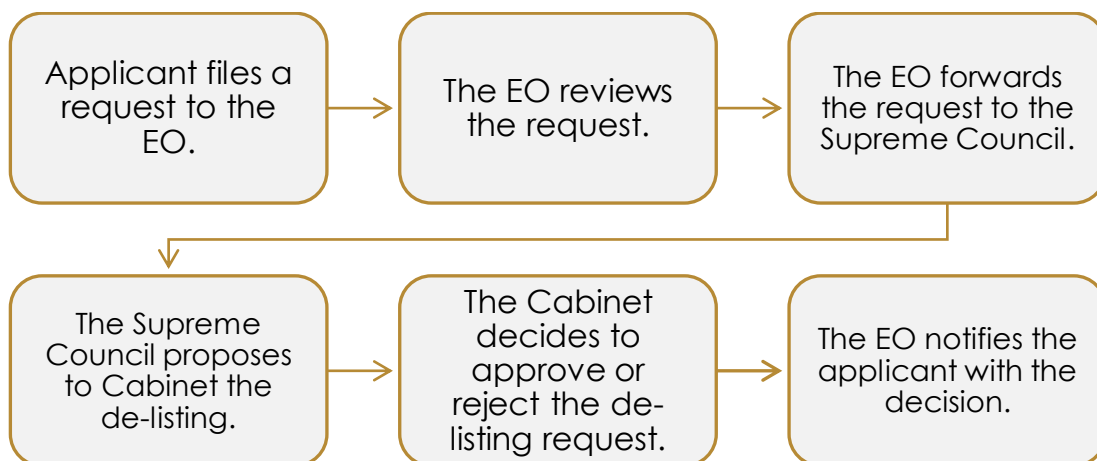 Applicant files a
request to the
EO.
The EO reviews
the request.
The EO forwards
the request to the
Supreme Council.
The Supreme
Council proposes
to Cabinet the
de-listing.
The Cabinet
decides to
approve or
reject the de-
listing request.
The EO notifies the
applicant with the
decision.